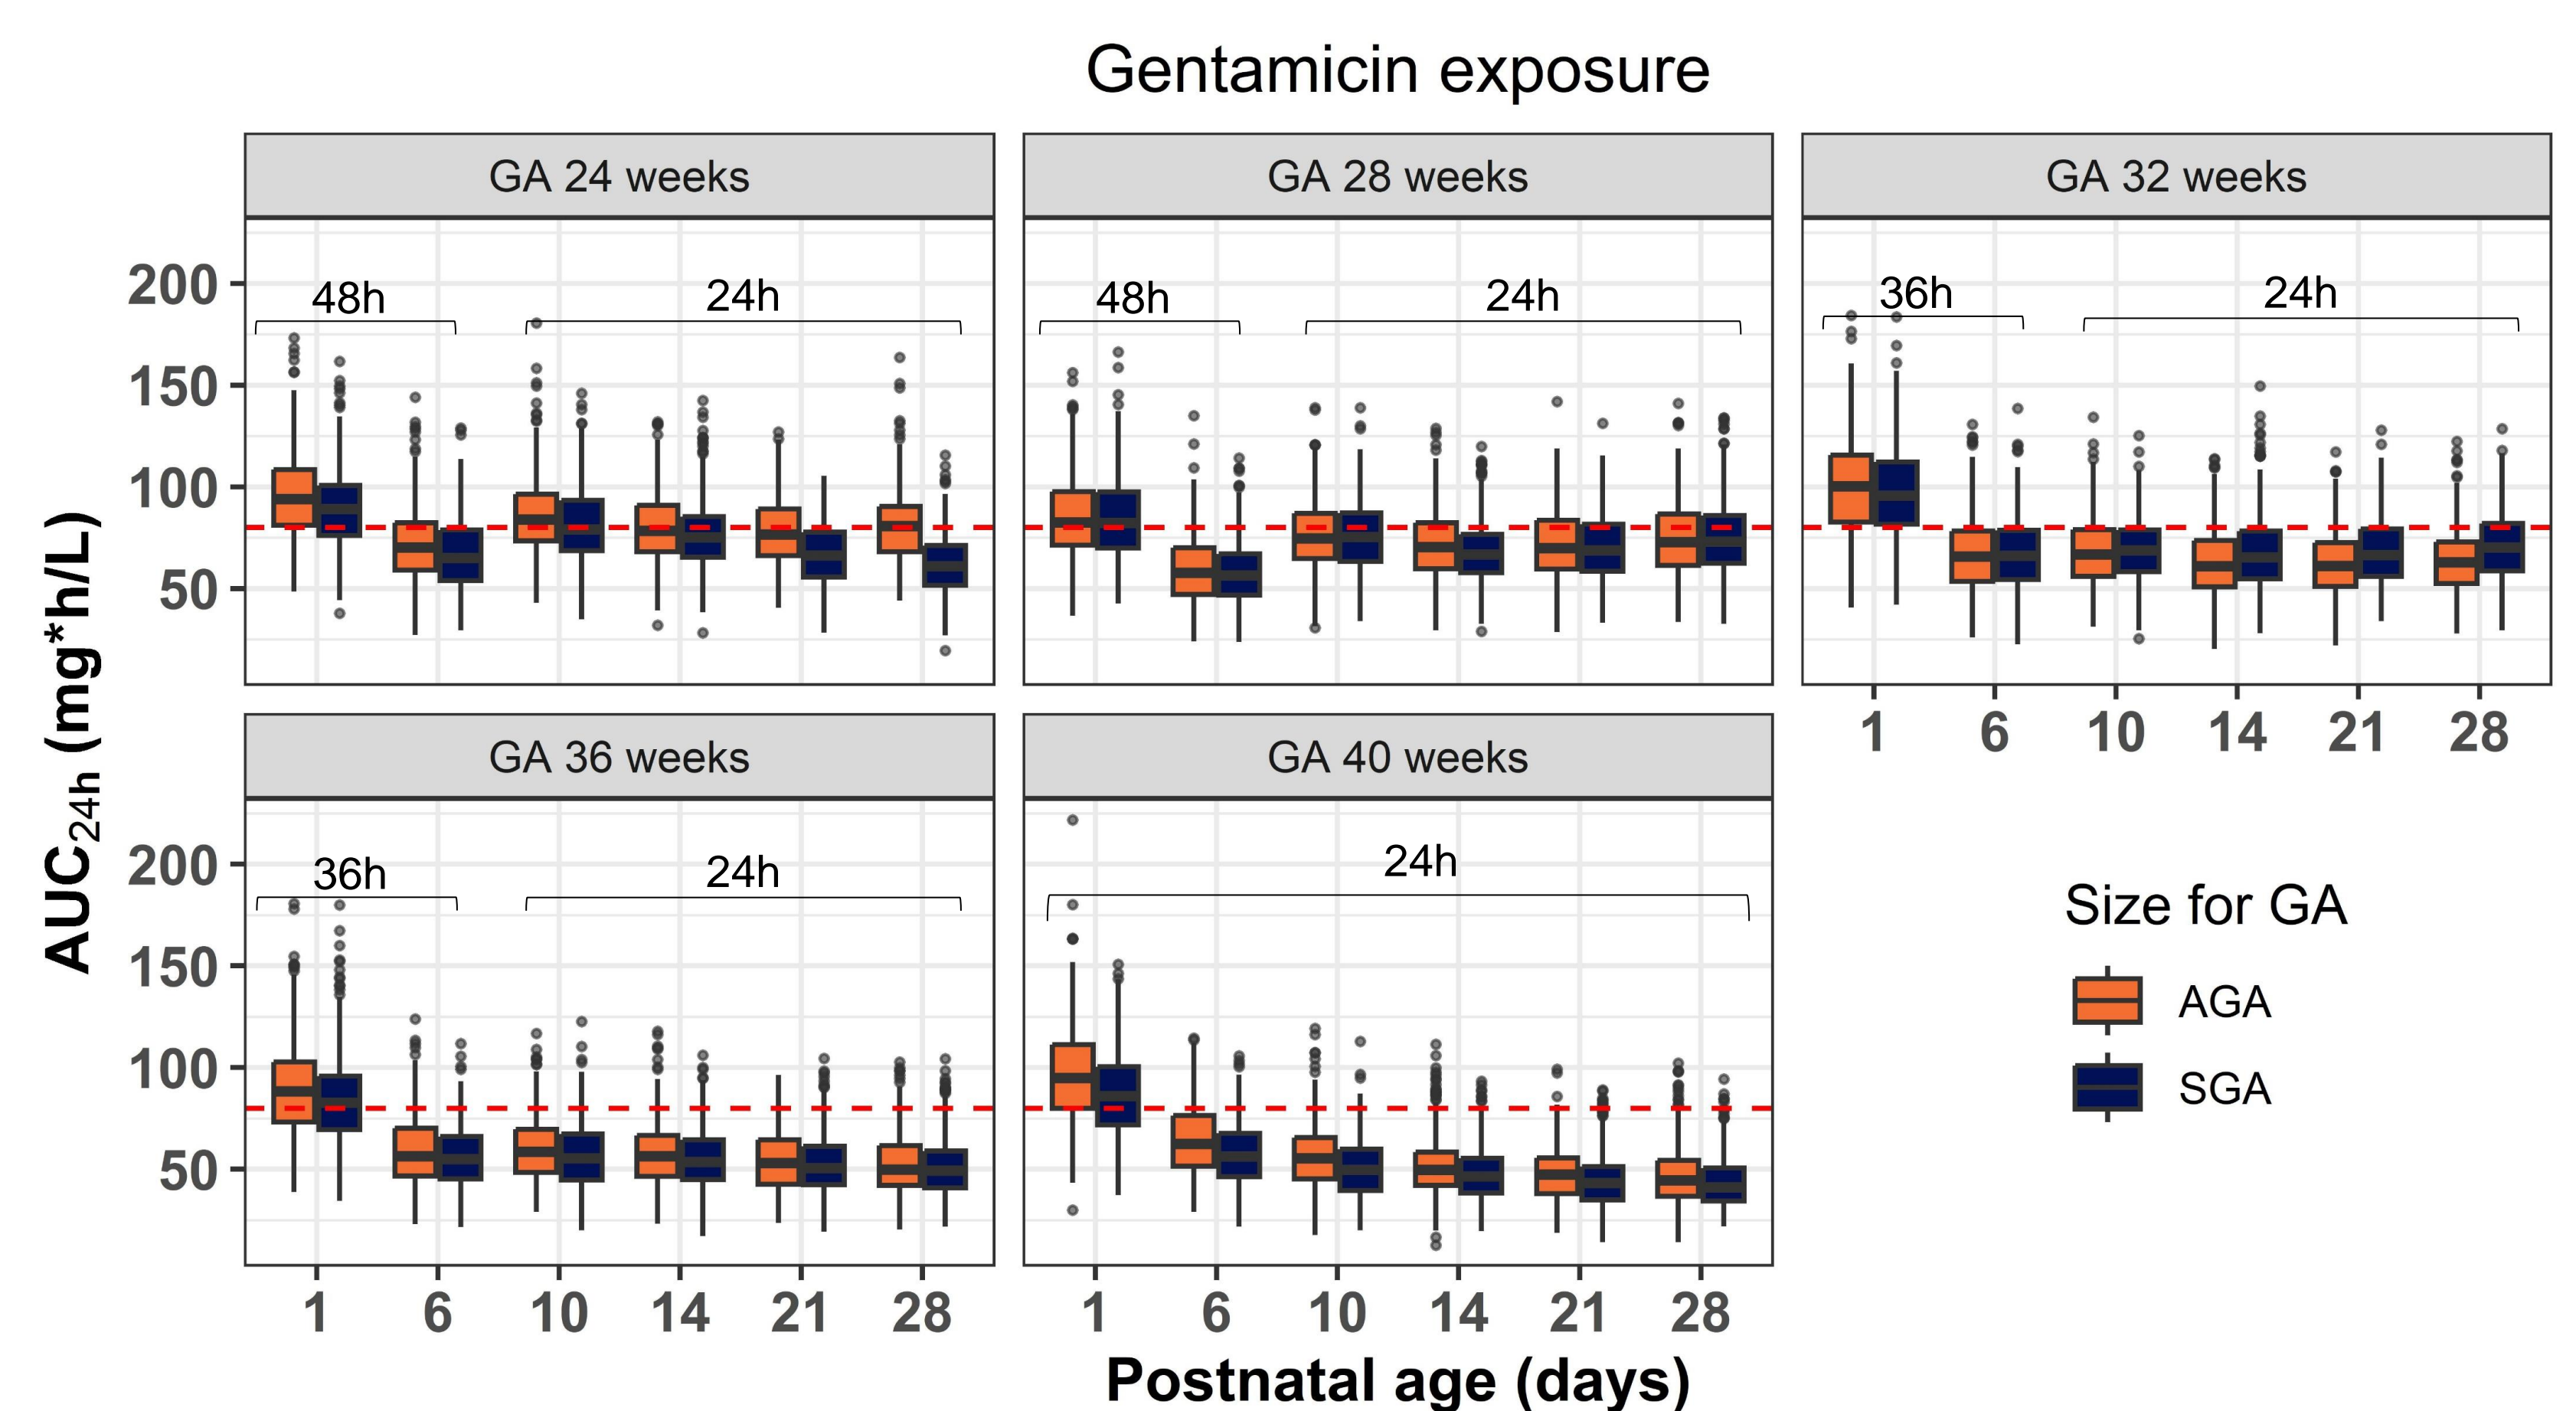 Gentamicin exposure
GA 24 weeks
GA 28 weeks
GA 32 weeks
200
150
100
50
48h
24h
48h
24h
36h
24h
1 6 10 14 21 28
AUC24h (mg*h/L)
GA 36 weeks
GA 40 weeks
200
150
100
50
36h
24h
24h
1 6 10 14 21 28
1 6 10 14 21 28
Postnatal age (days)
Size for GA
AGA
SGA